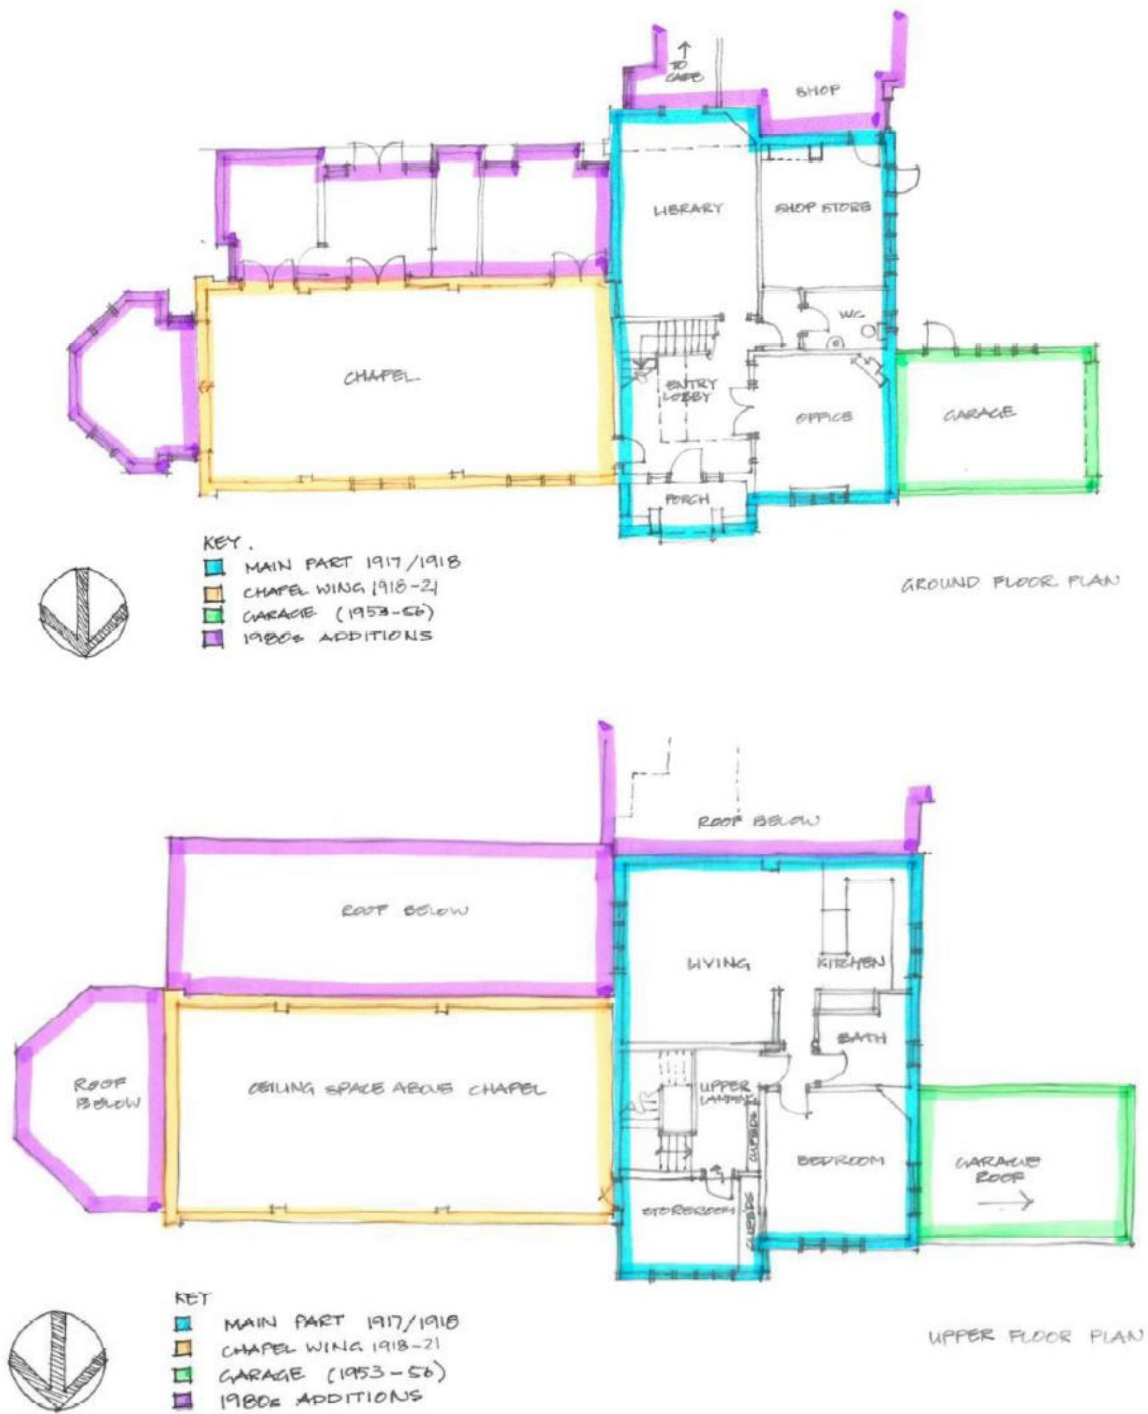 TO
CAFE
SHOP
LIBRARY
SHOP STORE
WC
CHAPEL
ENTRY
LOBBY
OFFICE
GARAGE
PORCH
KEY.
MAIN PART 1917/1918
CHAPEL WING 1918-21
GARAGE (1953-56)
1980s ADDITIONS
GROUND FLOOR PLAN
ROOF BELOW
ROOF BELOW
LIVING
KITCHEN
BATH
ROOF
BELOW
CEILING SPACE ABOVE CHAPEL
UPPER
LANDING
CUPBDS
BEDROOM
GARAGE
ROOF
STOREROOM
CUPBDS
KEY
MAIN PART 1917/1918
CHAPEL WING 1918-21
GARAGE (1953-56)
1980s ADDITIONS
UPPER FLOOR PLAN